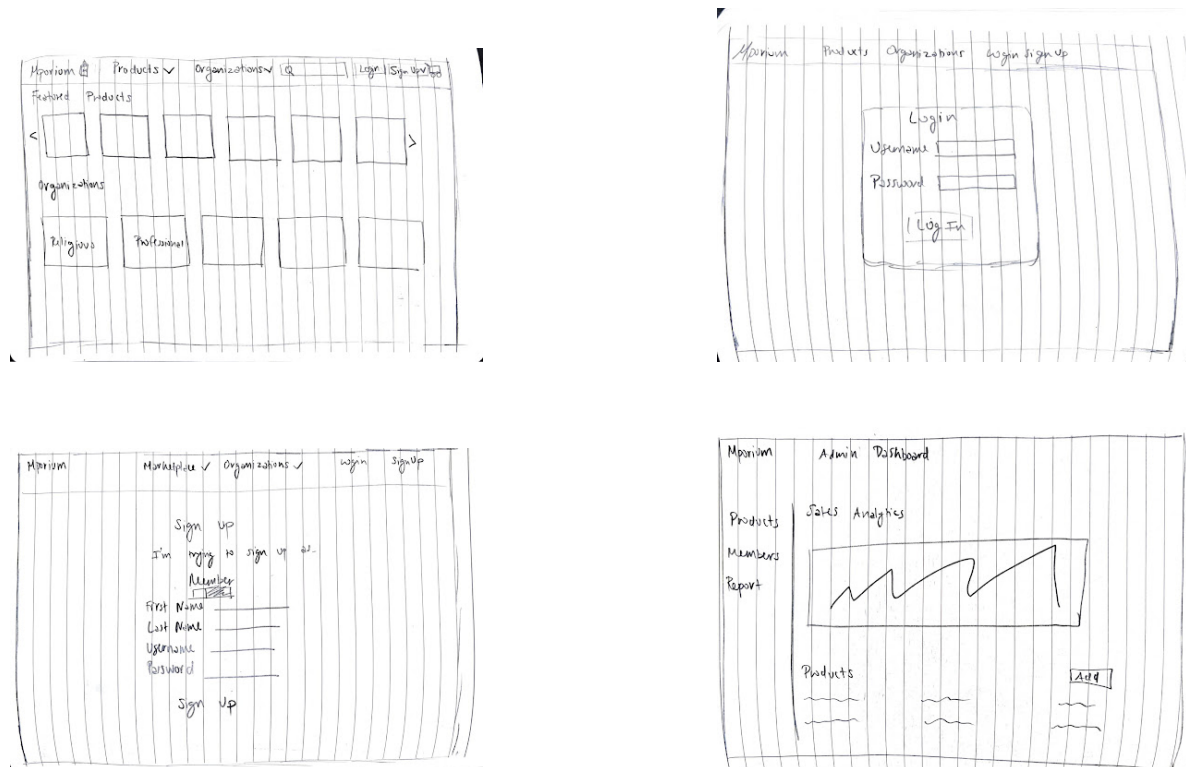 Mporium Products Organizations Login Sign Up
Featured Products
< >
Organizations
Religious Professional
Mporium Products Organizations Login Sign Up
Login
Username
Password
Log In
Mporium Marketplace Organizations Login Sign Up
Sign Up
I'm trying to sign up as..
Member
First Name
Last Name
Username
Password
Sign Up
Mporium Admin Dashboard
Products
Members
Report
Sales Analytics
Products Add